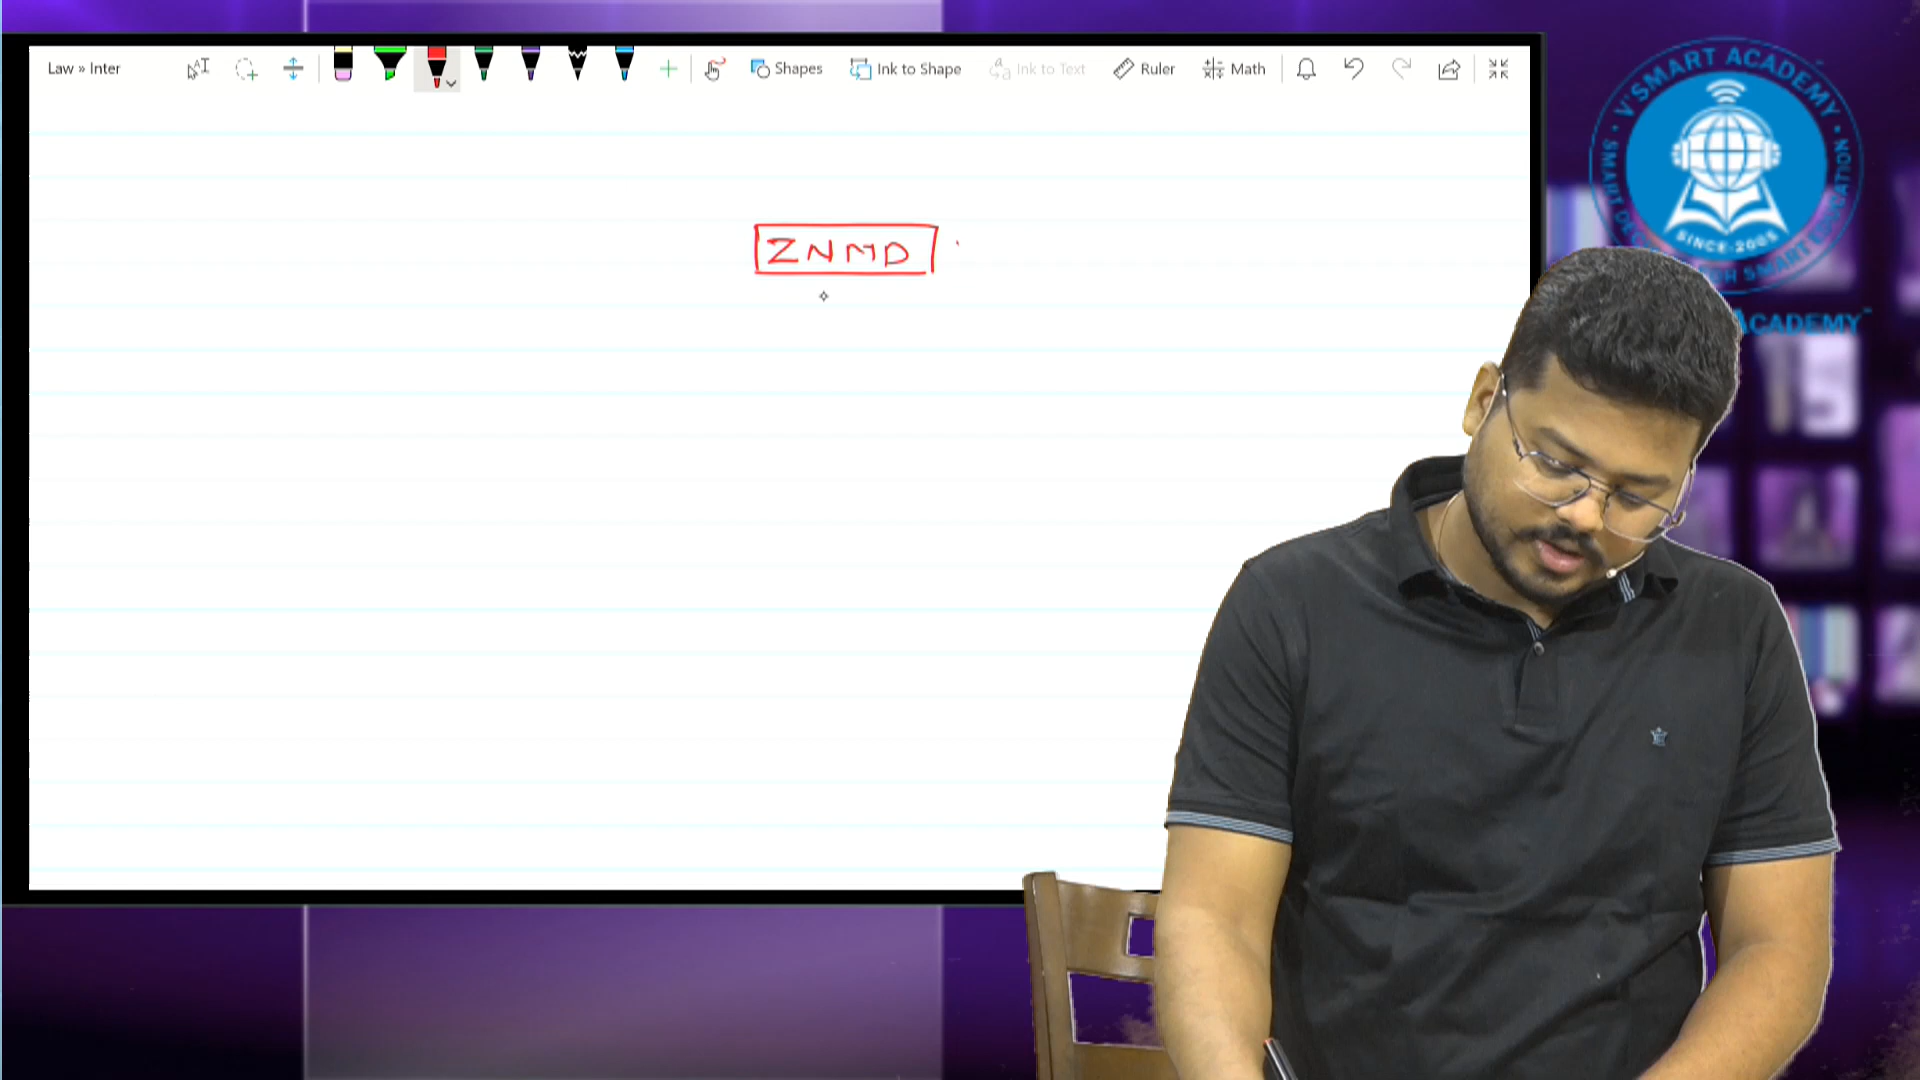 Law » Inter
Shapes
Ink to Shape
Ink to Text
Ruler
Math
ZNMD
V'SMART ACADEMY
SINCE-2005
ACADEMY